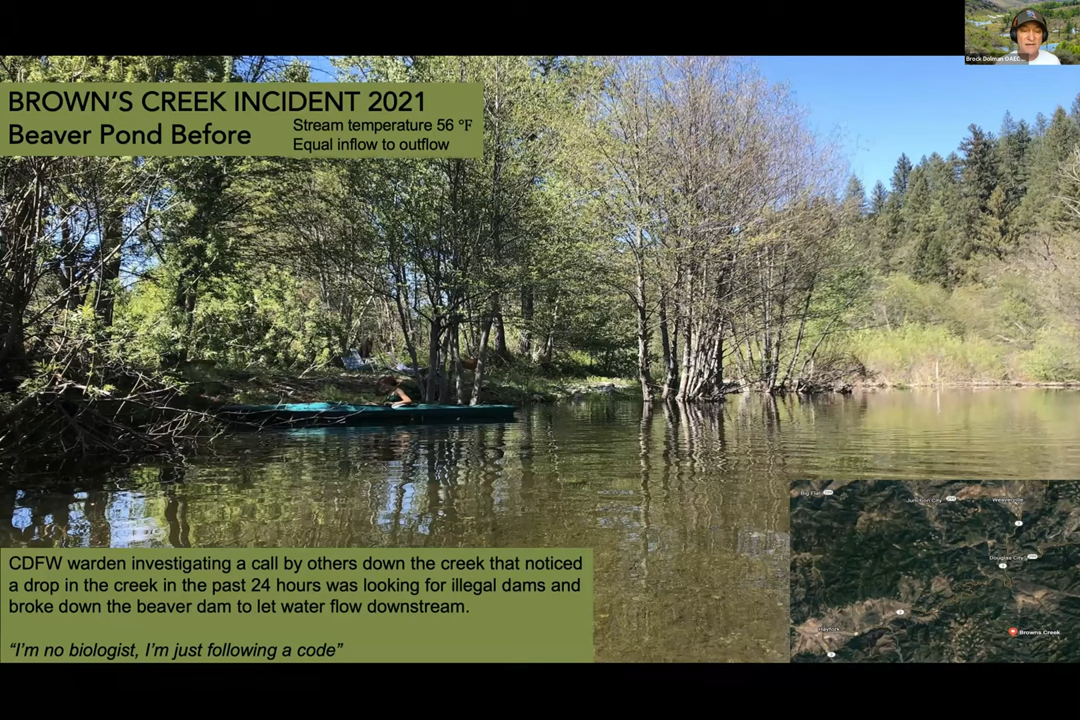 Brock Dolman OAEC
BROWN'S CREEK INCIDENT 2021
Beaver Pond Before
Stream temperature 56 °F
Equal inflow to outflow
Big Flat
Junction City
Weaverville
Douglas City
Hayfork
Browns Creek
CDFW warden investigating a call by others down the creek that noticed
a drop in the creek in the past 24 hours was looking for illegal dams and
broke down the beaver dam to let water flow downstream.
“I’m no biologist, I’m just following a code”